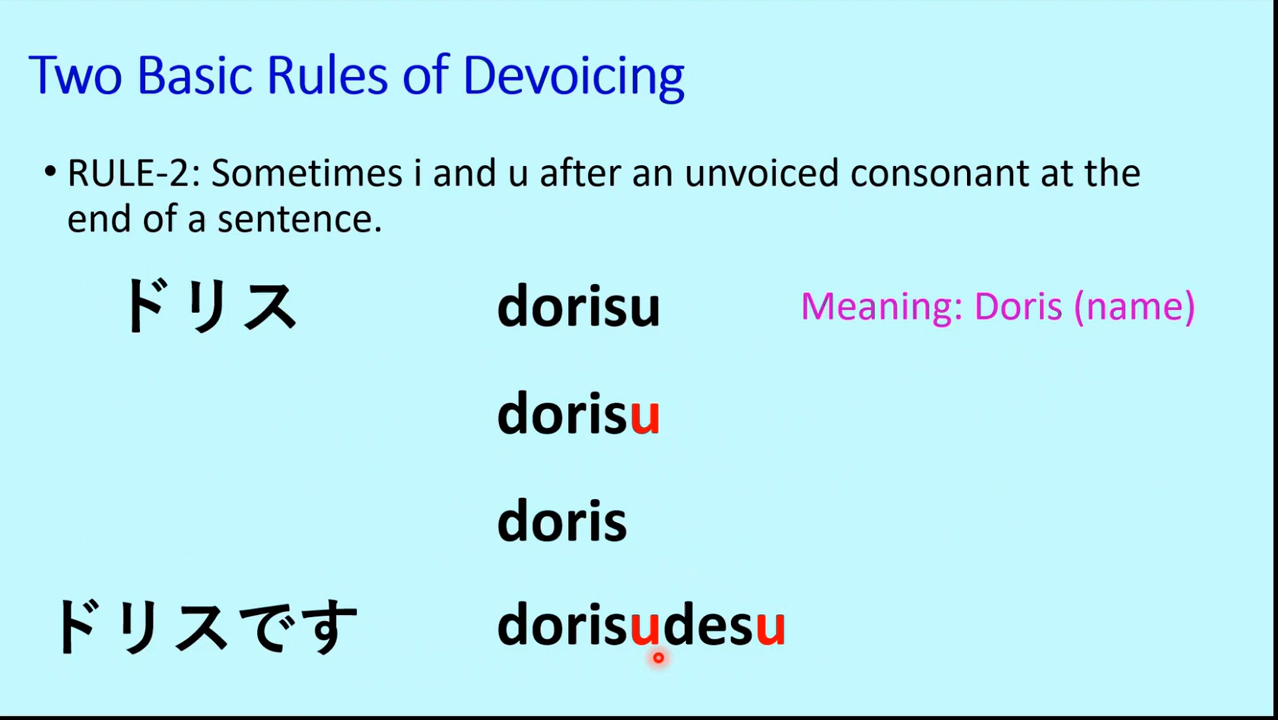 Two Basic Rules of Devoicing
• RULE-2: Sometimes i and u after an unvoiced consonant at the
end of a sentence.
ドリス dorisu Meaning: Doris (name)
dorisu
doris
ドリスです dorisudesu